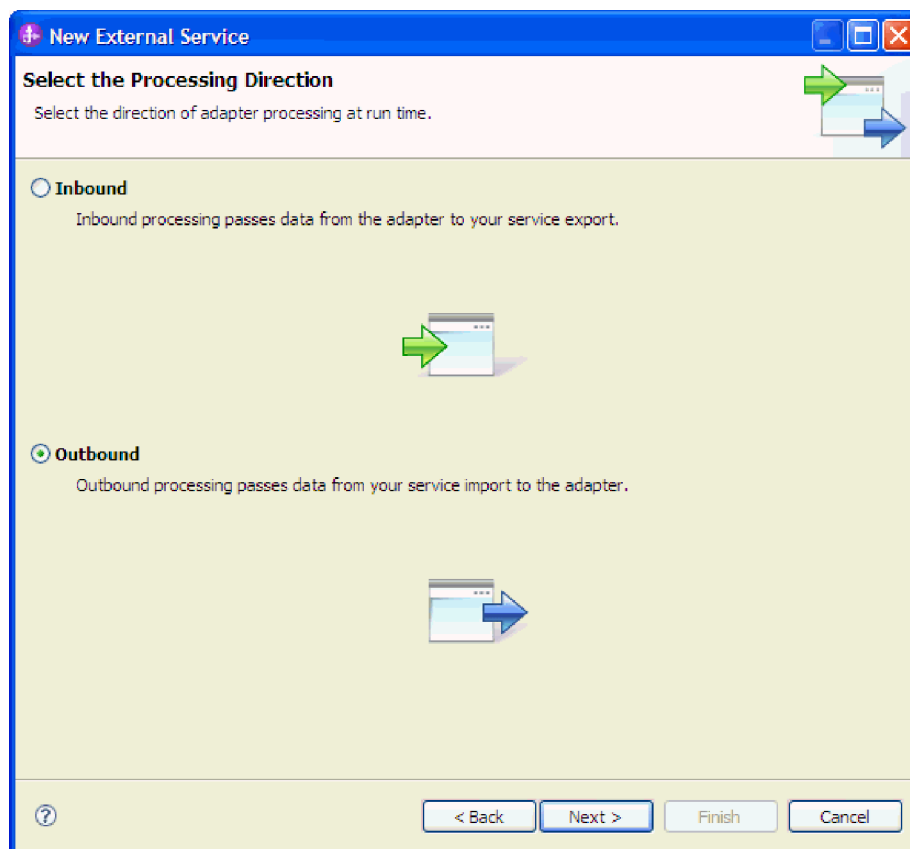 New External Service
Select the Processing Direction
Select the direction of adapter processing at run time.
Inbound
Inbound processing passes data from the adapter to your service export.
Outbound
Outbound processing passes data from your service import to the adapter.
?
< Back Next > Finish Cancel